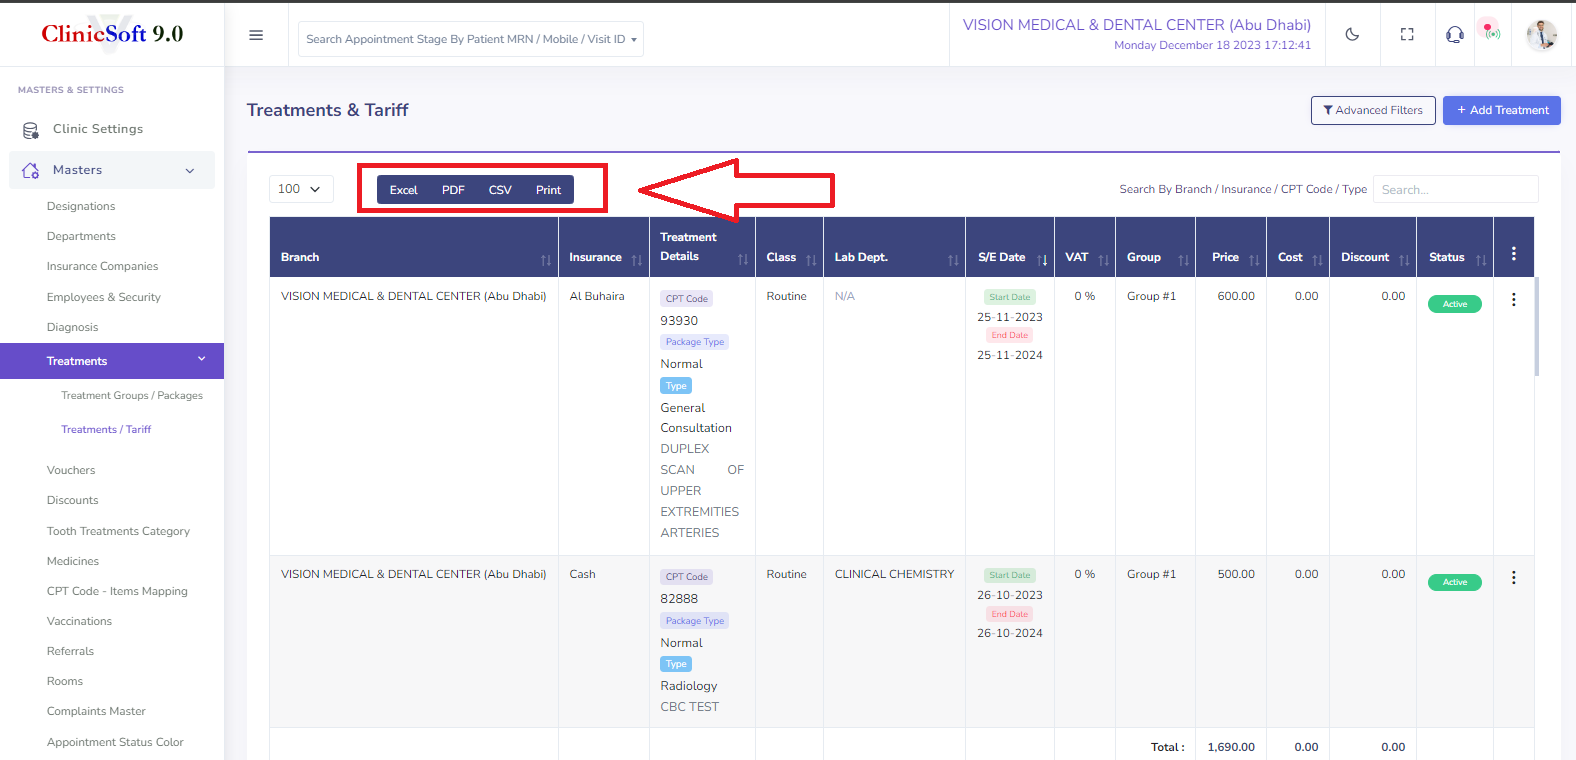 ClinicSoft 9.0
Search Appointment Stage By Patient MRN / Mobile / Visit ID
VISION MEDICAL & DENTAL CENTER (Abu Dhabi)
Monday December 18 2023 17:12:41
MASTERS & SETTINGS
Clinic Settings
Masters
Designations
Departments
Insurance Companies
Employees & Security
Diagnosis
Treatments
Treatment Groups / Packages
Treatments / Tariff
Vouchers
Discounts
Tooth Treatments Category
Medicines
CPT Code - Items Mapping
Vaccinations
Referrals
Rooms
Complaints Master
Appointment Status Color
Treatments & Tariff
Advanced Filters
+ Add Treatment
100
Excel PDF CSV Print
Search By Branch / Insurance / CPT Code / Type
Search...
Branch Insurance Treatment Details Class Lab Dept. S/E Date VAT Group Price Cost Discount Status
VISION MEDICAL & DENTAL CENTER (Abu Dhabi) Al Buhaira
CPT Code
93930
Package Type
Normal
Type
General
Consultation
DUPLEX
SCAN OF
UPPER
EXTREMITIES
ARTERIES
Routine N/A
Start Date
25-11-2023
End Date
25-11-2024
0 % Group #1 600.00 0.00 0.00 Active
VISION MEDICAL & DENTAL CENTER (Abu Dhabi) Cash
CPT Code
82888
Package Type
Normal
Type
Radiology
CBC TEST
Routine CLINICAL CHEMISTRY
Start Date
26-10-2023
End Date
26-10-2024
0 % Group #1 500.00 0.00 0.00 Active
Total : 1,690.00 0.00 0.00